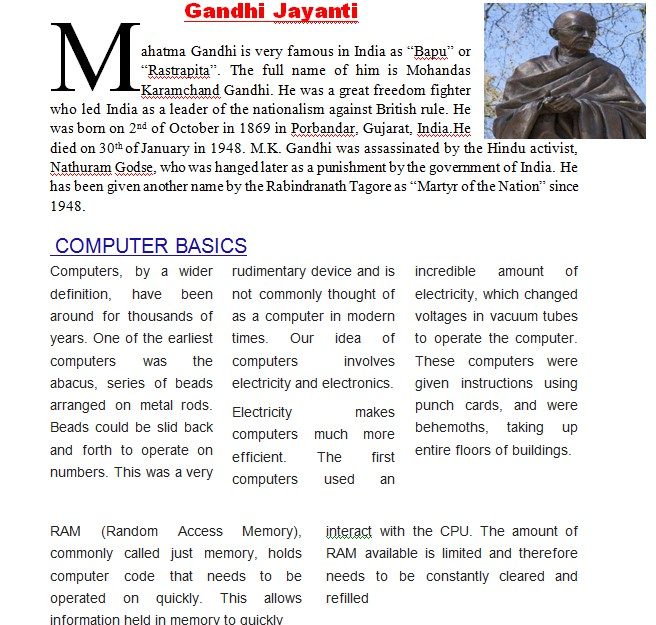 Gandhi Jayanti
Mahatma Gandhi is very famous in India as “Bapu” or
“Rastrapita”. The full name of him is Mohandas
Karamchand Gandhi. He was a great freedom fighter
who led India as a leader of the nationalism against British rule. He
was born on 2nd of October in 1869 in Porbandar, Gujarat, India.He
died on 30th of January in 1948. M.K. Gandhi was assassinated by the Hindu activist,
Nathuram Godse, who was hanged later as a punishment by the government of India. He
has been given another name by the Rabindranath Tagore as “Martyr of the Nation” since
1948.
COMPUTER BASICS
Computers, by a wider
definition, have been
around for thousands of
years. One of the earliest
computers was the
abacus, series of beads
arranged on metal rods.
Beads could be slid back
and forth to operate on
numbers. This was a very
rudimentary device and is
not commonly thought of
as a computer in modern
times. Our idea of
computers involves
electricity and electronics.
Electricity makes
computers much more
efficient. The first
computers used an
incredible amount of
electricity, which changed
voltages in vacuum tubes
to operate the computer.
These computers were
given instructions using
punch cards, and were
behemoths, taking up
entire floors of buildings.
RAM (Random Access Memory),
commonly called just memory, holds
computer code that needs to be
operated on quickly. This allows
information held in memory to quickly
interact with the CPU. The amount of
RAM available is limited and therefore
needs to be constantly cleared and
refilled